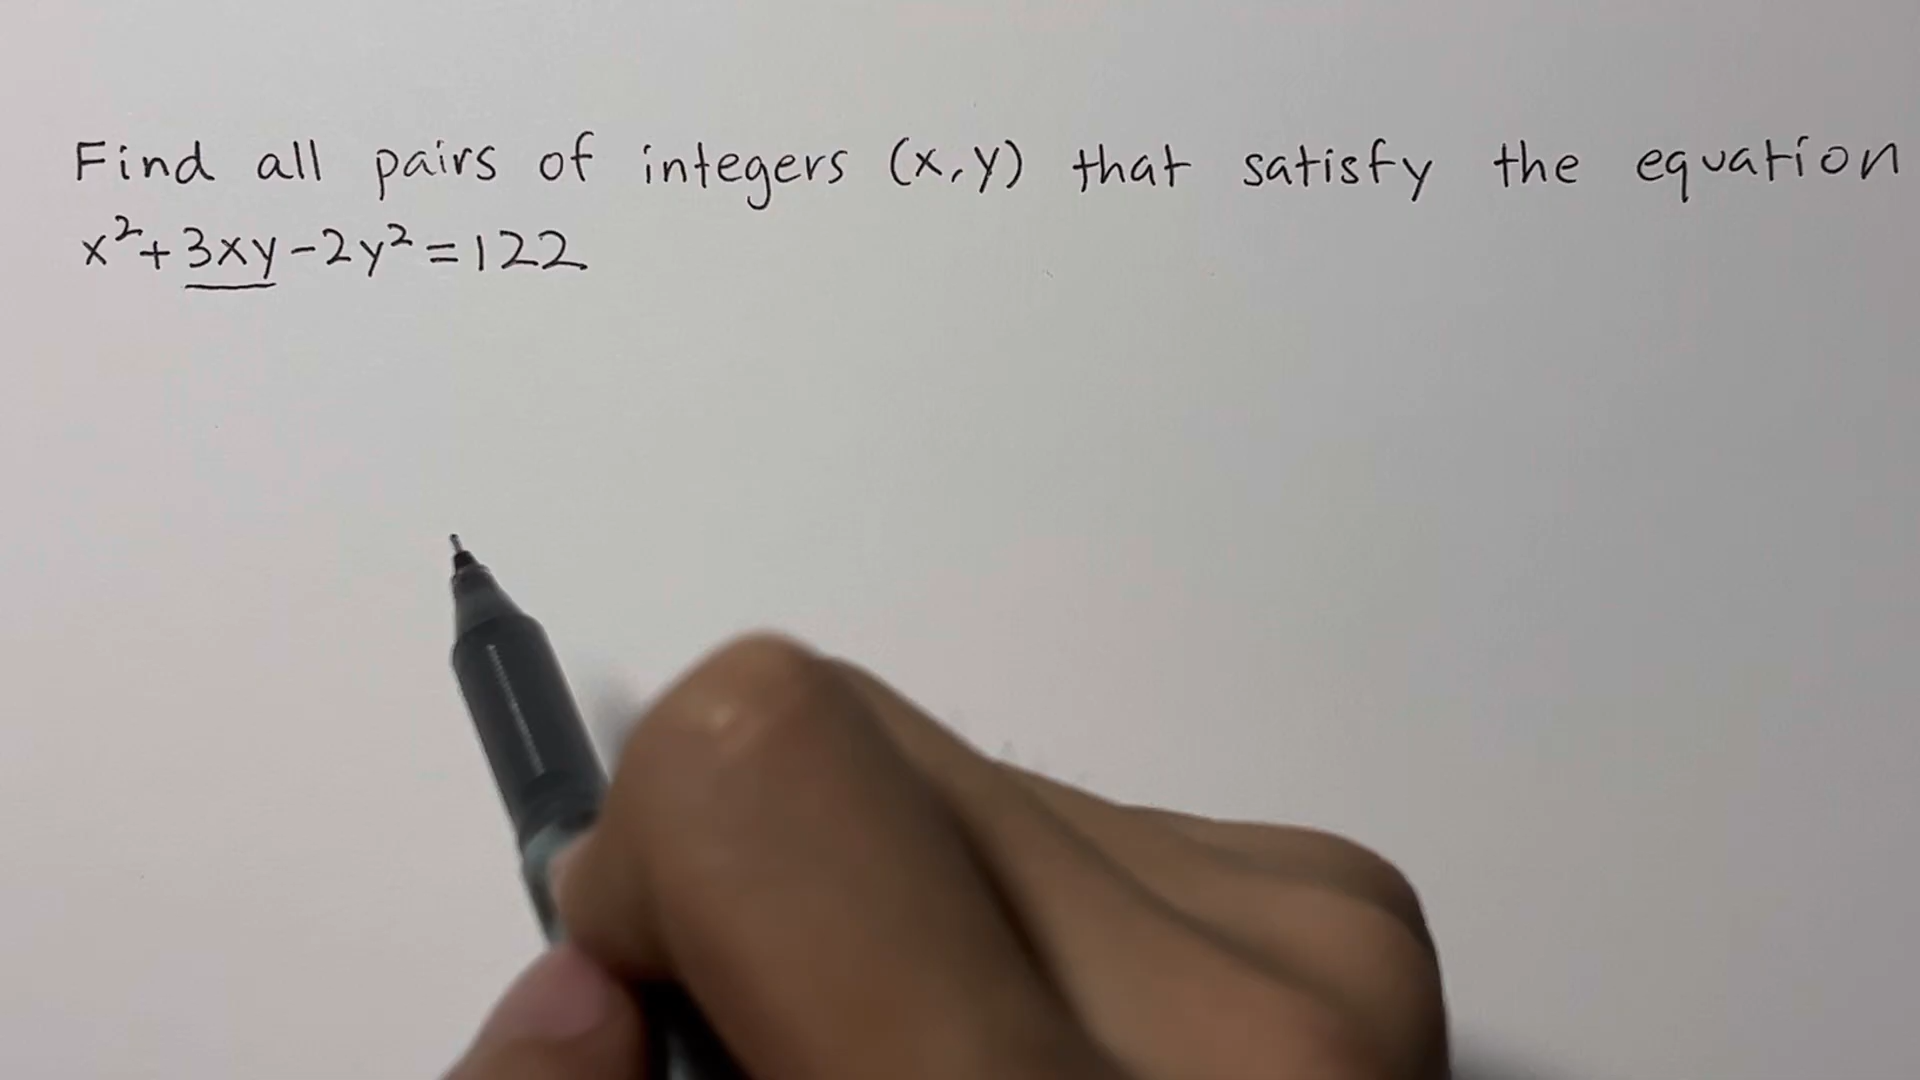 Find all pairs of integers (x,y) that satisfy the equation
x²+3xy-2y²=122